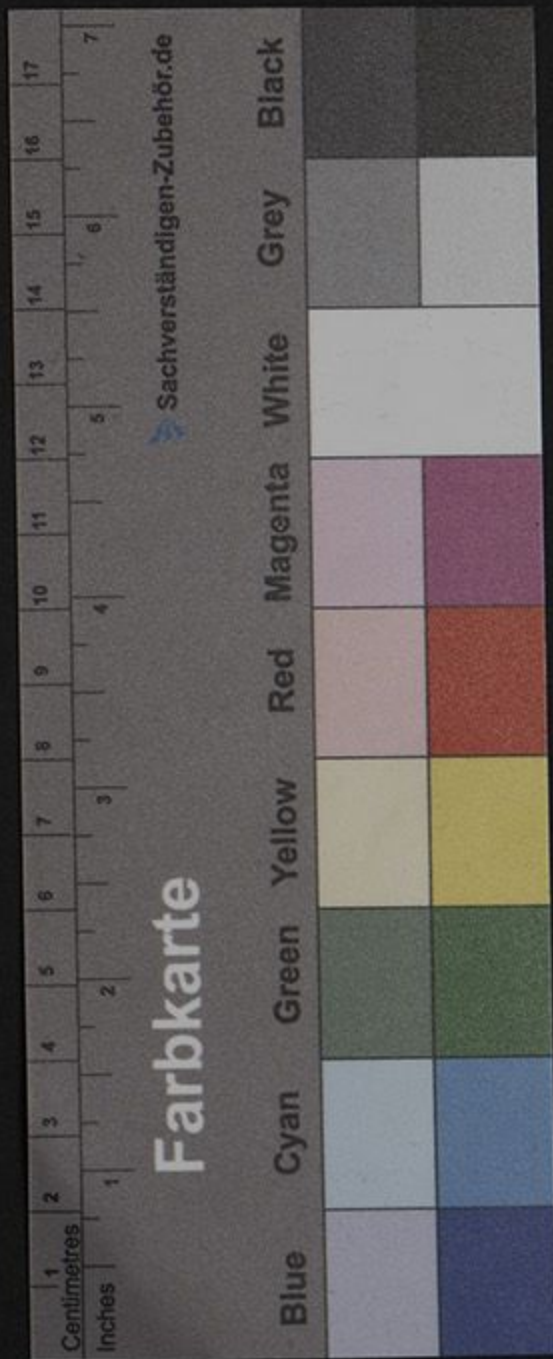 Centimetres 1 2 3 4 5 6 7 8 9 10 11 12 13 14 15 16 17
Inches 1 2 3 4 5 6 7
Farbkarte Sachverständigen-Zubehör.de
Blue Cyan Green Yellow Red Magenta White Grey Black